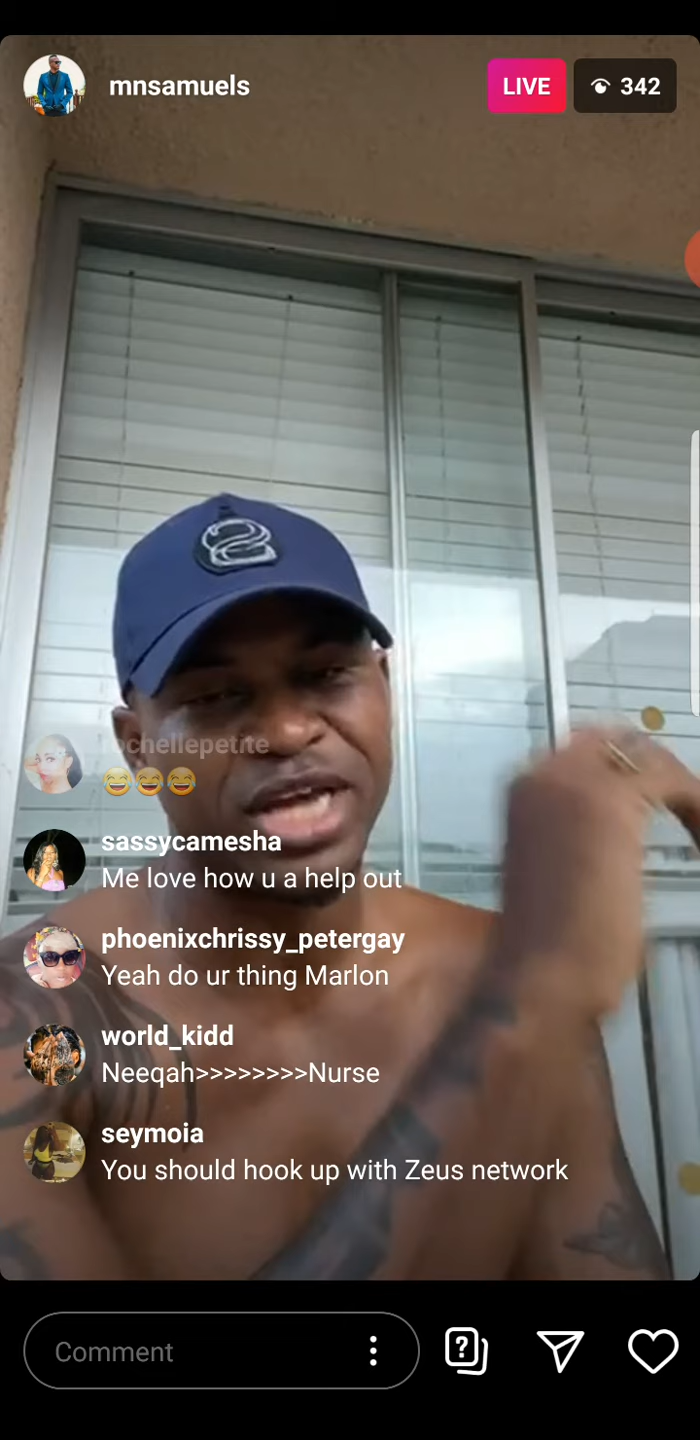 mnsamuels
LIVE
342
rochellepetite
😂😂😂
sassycamesha
Me love how u a help out
phoenixchrissy_petergay
Yeah do ur thing Marlon
world_kidd
Neeqah>>>>>>>>Nurse
seymoia
You should hook up with Zeus network
Comment